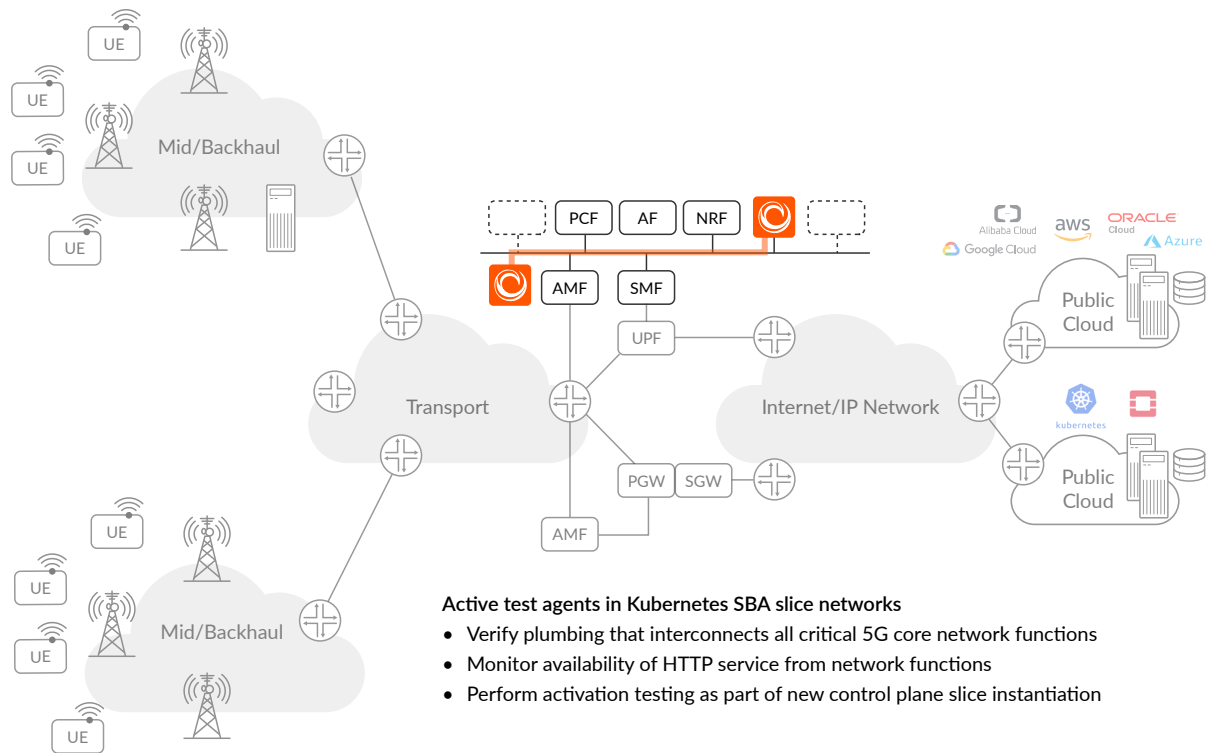 UE
UE
UE
UE
Mid/Backhaul
PCF
AF
NRF
AMF
SMF
UPF
Transport
Internet/IP Network
PGW
SGW
AMF
Alibaba Cloud
aws
ORACLE
Cloud
Google Cloud
Azure
Public
Cloud
kubernetes
Public
Cloud
UE
UE
UE
UE
Mid/Backhaul
Active test agents in Kubernetes SBA slice networks
• Verify plumbing that interconnects all critical 5G core network functions
• Monitor availability of HTTP service from network functions
• Perform activation testing as part of new control plane slice instantiation